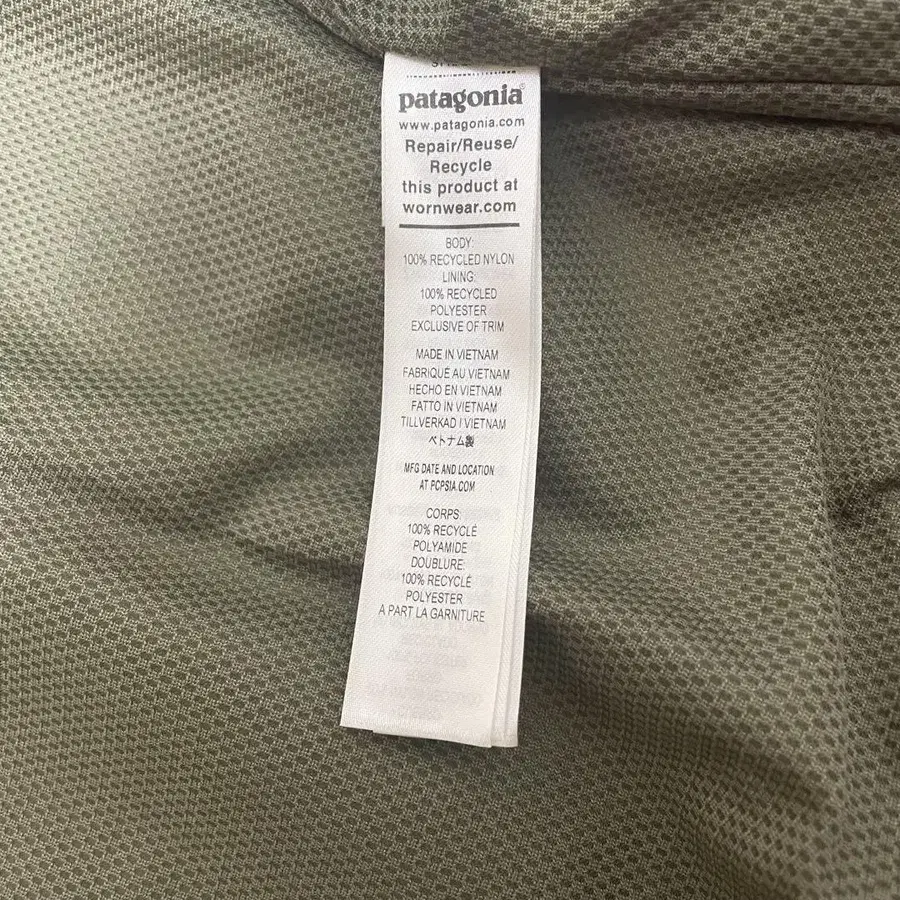 patagonia®
www.patagonia.com
Repair/Reuse/
Recycle
this product at
wornwear.com
BODY:
100% RECYCLED NYLON
LINING:
100% RECYCLED
POLYESTER
EXCLUSIVE OF TRIM
MADE IN VIETNAM
FABRIQUÉ AU VIETNAM
HECHO EN VIETNAM
FATTO IN VIETNAM
TILLVERKAD I VIETNAM
ベトナム製
MFG DATE AND LOCATION
AT PCPSIA.COM
CORPS:
100% RECYCLÉ
POLYAMIDE
DOUBLURE:
100% RECYCLÉ
POLYESTER
A PART LA GARNITURE